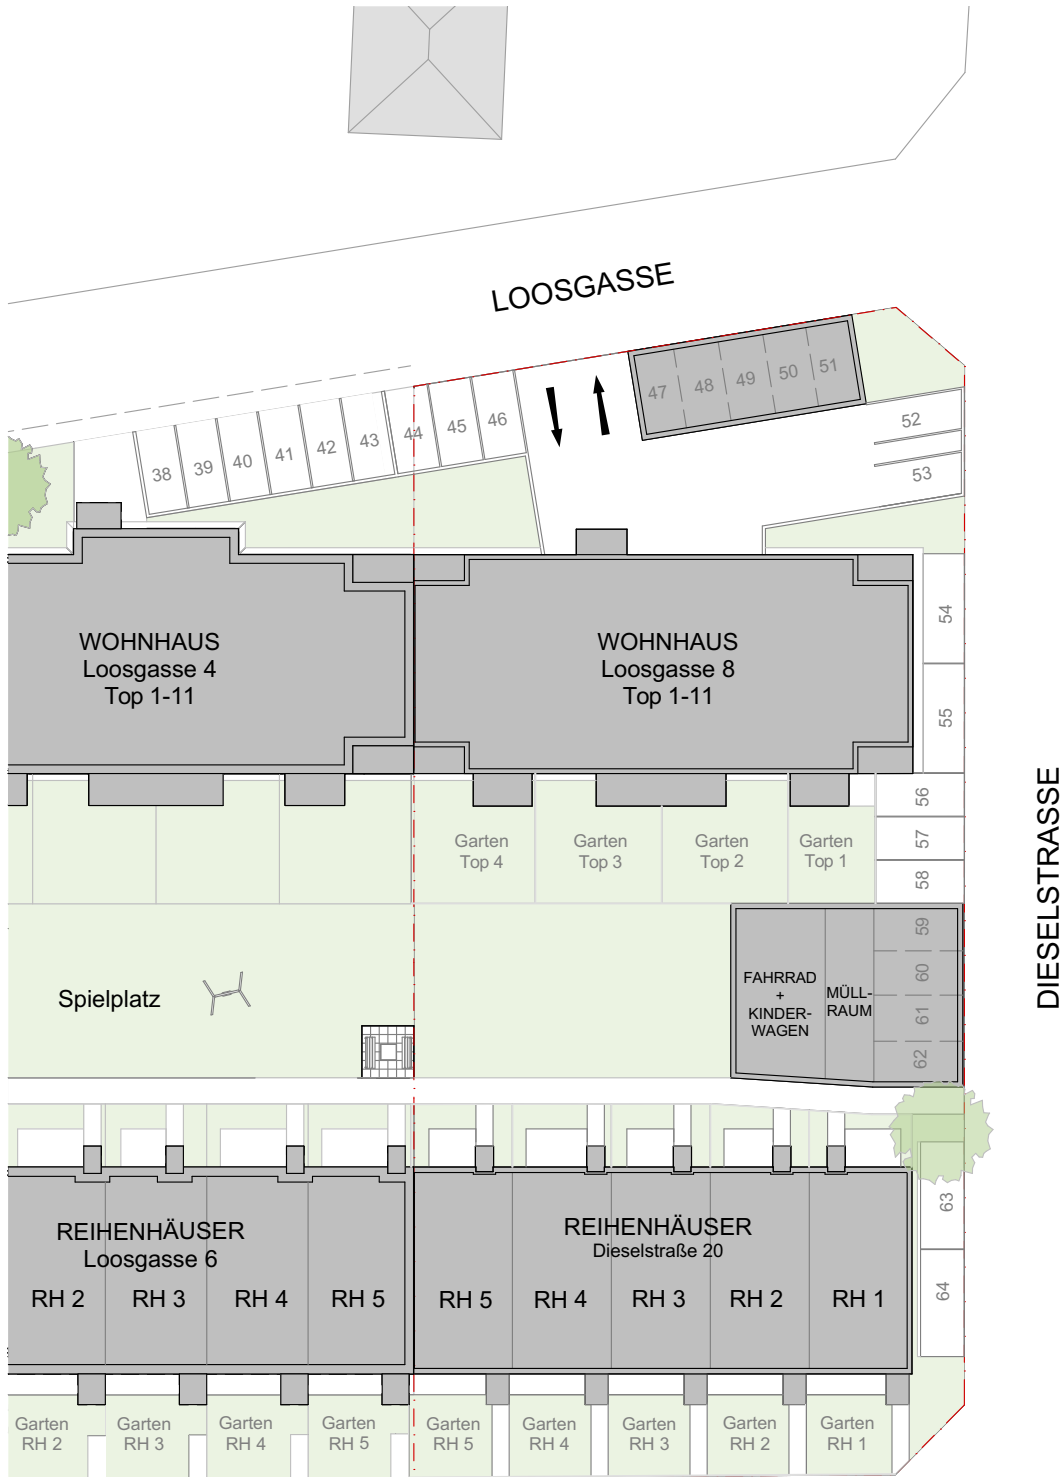 LOOSGASSE
47
48
49
50
51
38
39
40
41
42
43
44
45
46
52
53
WOHNHAUS
Loosgasse 4
Top 1-11
WOHNHAUS
Loosgasse 8
Top 1-11
54
55
56
57
58
DIESELSTRASSE
Garten
Top 4
Garten
Top 3
Garten
Top 2
Garten
Top 1
Spielplatz
FAHRRAD
+
KINDER-
WAGEN
MÜLL-
RAUM
59
60
61
62
63
64
REIHENHÄUSER
Loosgasse 6
RH 2
RH 3
RH 4
RH 5
REIHENHÄUSER
Dieselstraße 20
RH 5
RH 4
RH 3
RH 2
RH 1
Garten
RH 2
Garten
RH 3
Garten
RH 4
Garten
RH 5
Garten
RH 5
Garten
RH 4
Garten
RH 3
Garten
RH 2
Garten
RH 1